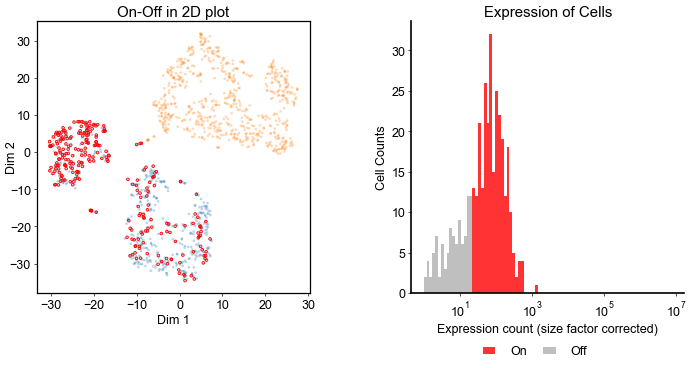 On-Off in 2D plot
Dim 2
30
20
10
0
−10
−20
−30
−30 −20 −10 0 10 20 30
Dim 1
Expression of Cells
Cell Counts
30
25
20
15
10
5
0
10^1 10^3 10^5 10^7
Expression count (size factor corrected)
On Off